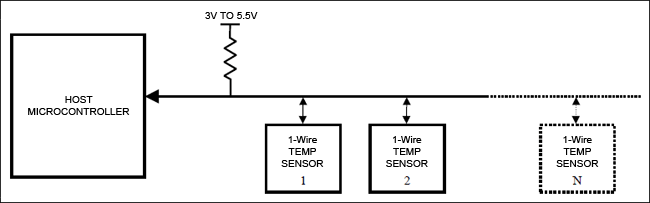 3V TO 5.5V
HOST
MICROCONTROLLER
1-Wire
TEMP
SENSOR
1
1-Wire
TEMP
SENSOR
2
1-Wire
TEMP
SENSOR
N